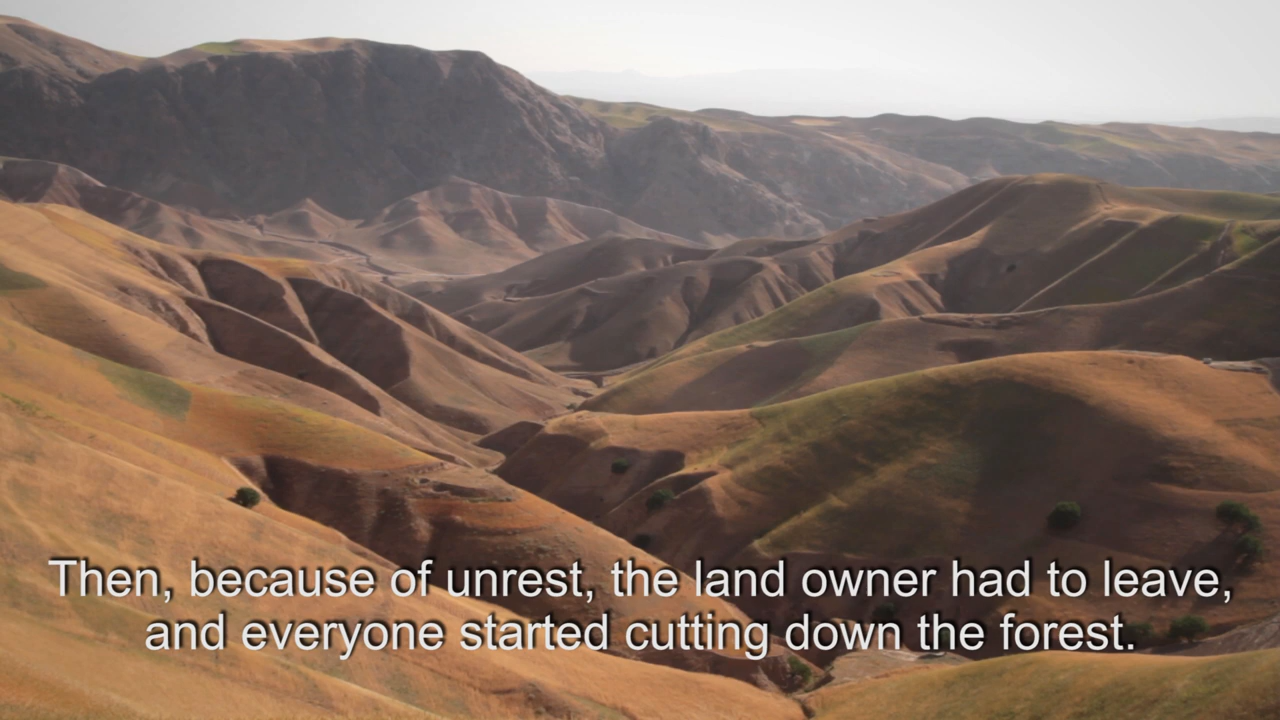 Then, because of unrest, the land owner had to leave,
and everyone started cutting down the forest.